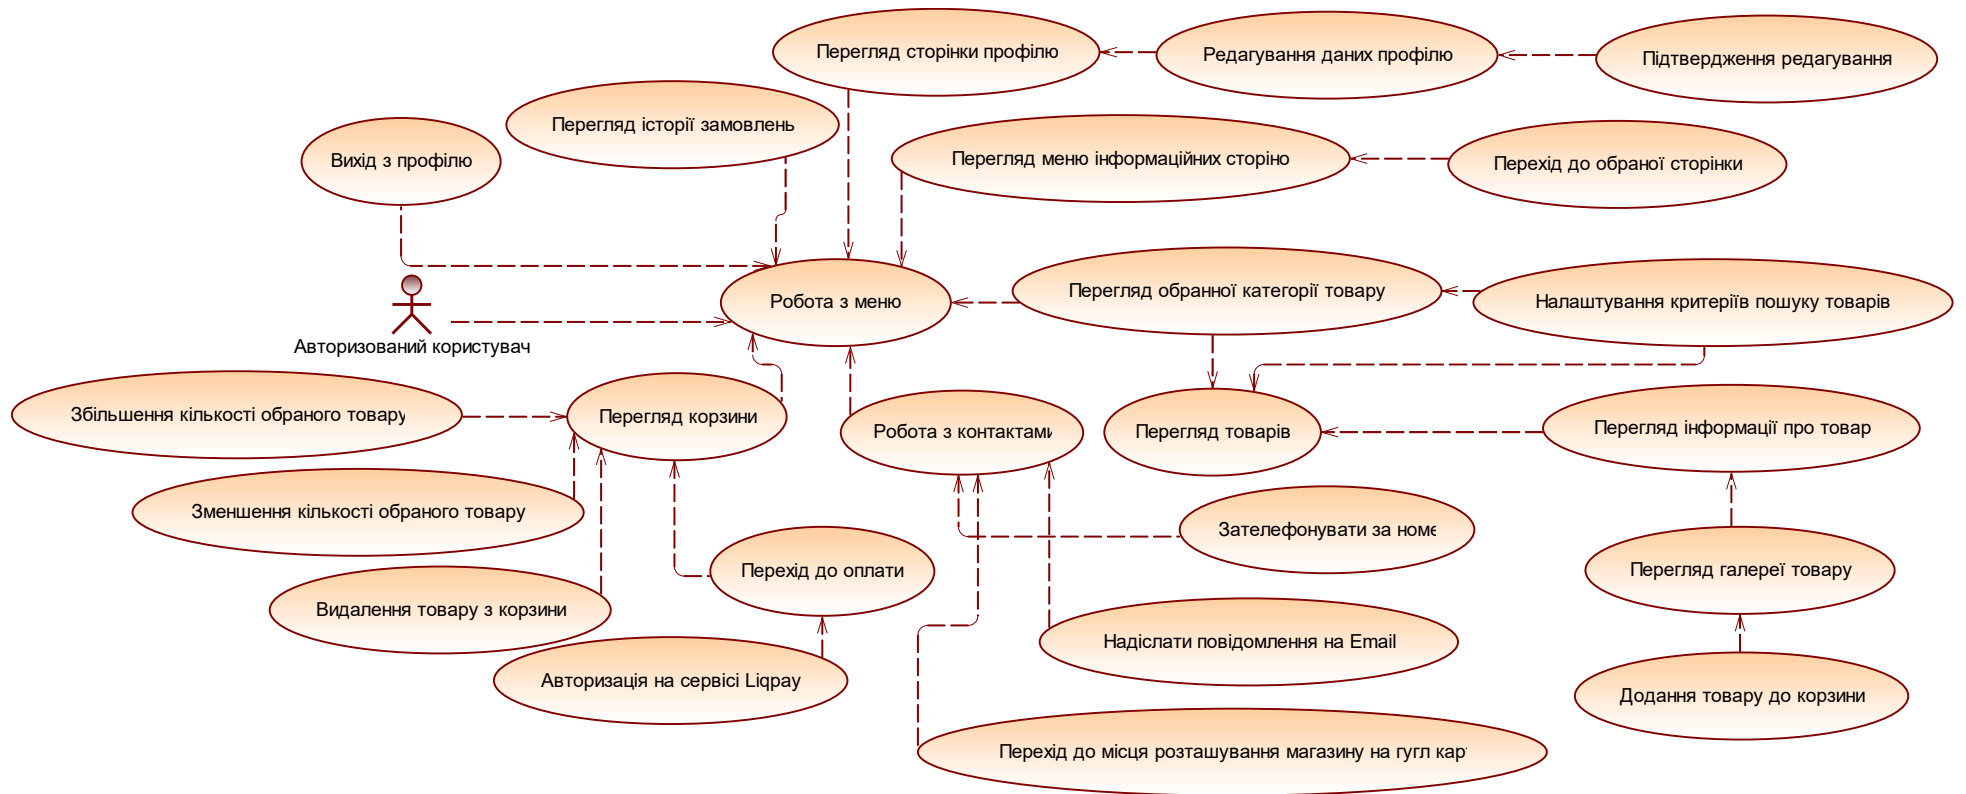 Перегляд сторінки профілю
Редагування даних профілю
Підтвердження редагування
Перегляд історії замовлень
Вихід з профілю
Перегляд меню інформаційних сторіно
Перехід до обраної сторінки
Робота з меню
Перегляд обранної категорії товару
Налаштування критеріїв пошуку товарів
Авторизований користувач
Збільшення кількості обраного товару
Перегляд корзини
Робота з контактами
Перегляд товарів
Перегляд інформації про товар
Зменшення кількості обраного товару
Зателефонувати за номе
Перехід до оплати
Перегляд галереї товару
Видалення товару з корзини
Надіслати повідомлення на Email
Авторизація на сервісі Liqpay
Додання товару до корзини
Перехід до місця розташування магазину на гугл кар